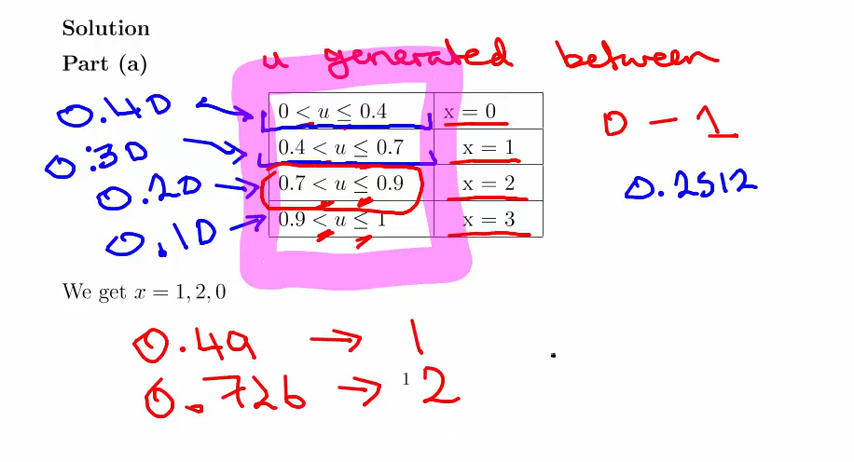 Solution
Part (a)
u generated between
0 - 1
0.40 0 < u ≤ 0.4 x = 0
0.30 0.4 < u ≤ 0.7 x = 1
0.20 0.7 < u ≤ 0.9 x = 2
0.10 0.9 < u ≤ 1 x = 3
0.2512
We get x = 1, 2, 0
0.49 → 1
0.726 → 2
1